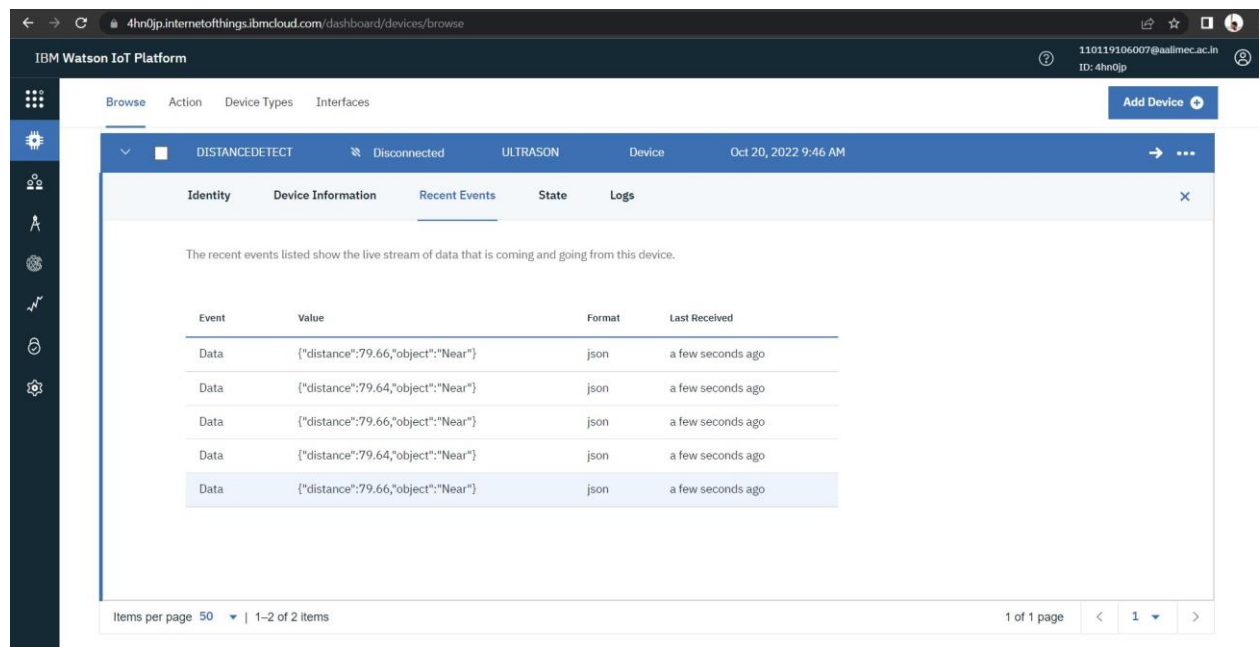 4hn0jp.internetofthings.ibmcloud.com/dashboard/devices/browse
IBM Watson IoT Platform
110119106007@aalimec.ac.in
ID: 4hn0jp
Browse Action Device Types Interfaces
Add Device
DISTANCEDETECT Disconnected ULTRASON Device Oct 20, 2022 9:46 AM
Identity Device Information Recent Events State Logs
The recent events listed show the live stream of data that is coming and going from this device.
Event Value Format Last Received
Data {"distance":79.66,"object":"Near"} json a few seconds ago
Data {"distance":79.64,"object":"Near"} json a few seconds ago
Data {"distance":79.66,"object":"Near"} json a few seconds ago
Data {"distance":79.64,"object":"Near"} json a few seconds ago
Data {"distance":79.66,"object":"Near"} json a few seconds ago
Items per page 50 | 1–2 of 2 items 1 of 1 page 1